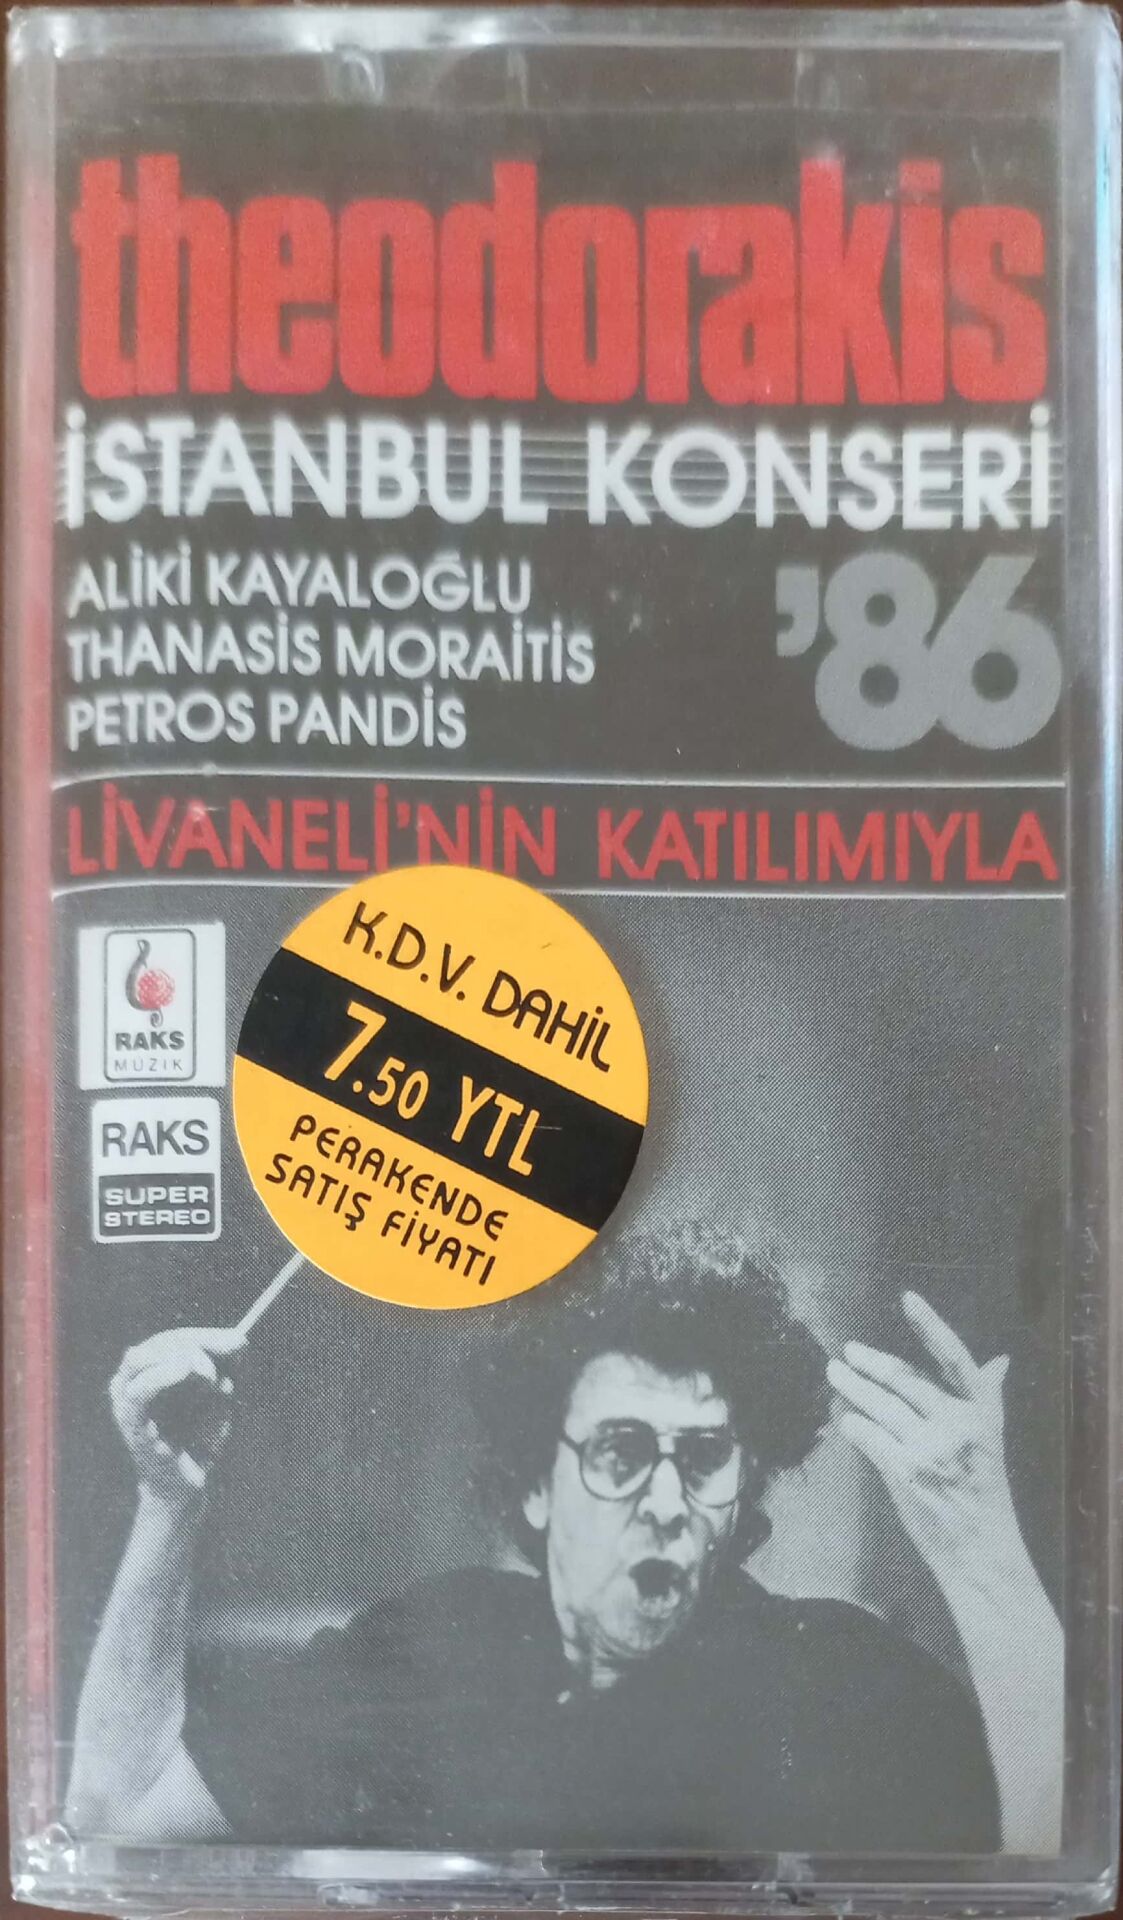 theodorakis
İSTANBUL KONSERİ
'86
ALİKİ KAYALOĞLU
THANASİS MORAİTİS
PETROS PANDİS
LİVANELİ'NİN KATILIMIYLA
RAKS
MÜZİK
RAKS
SUPER
STEREO
K.D.V. DAHİL
7.50 YTL
PERAKENDE
SATIŞ FİYATI